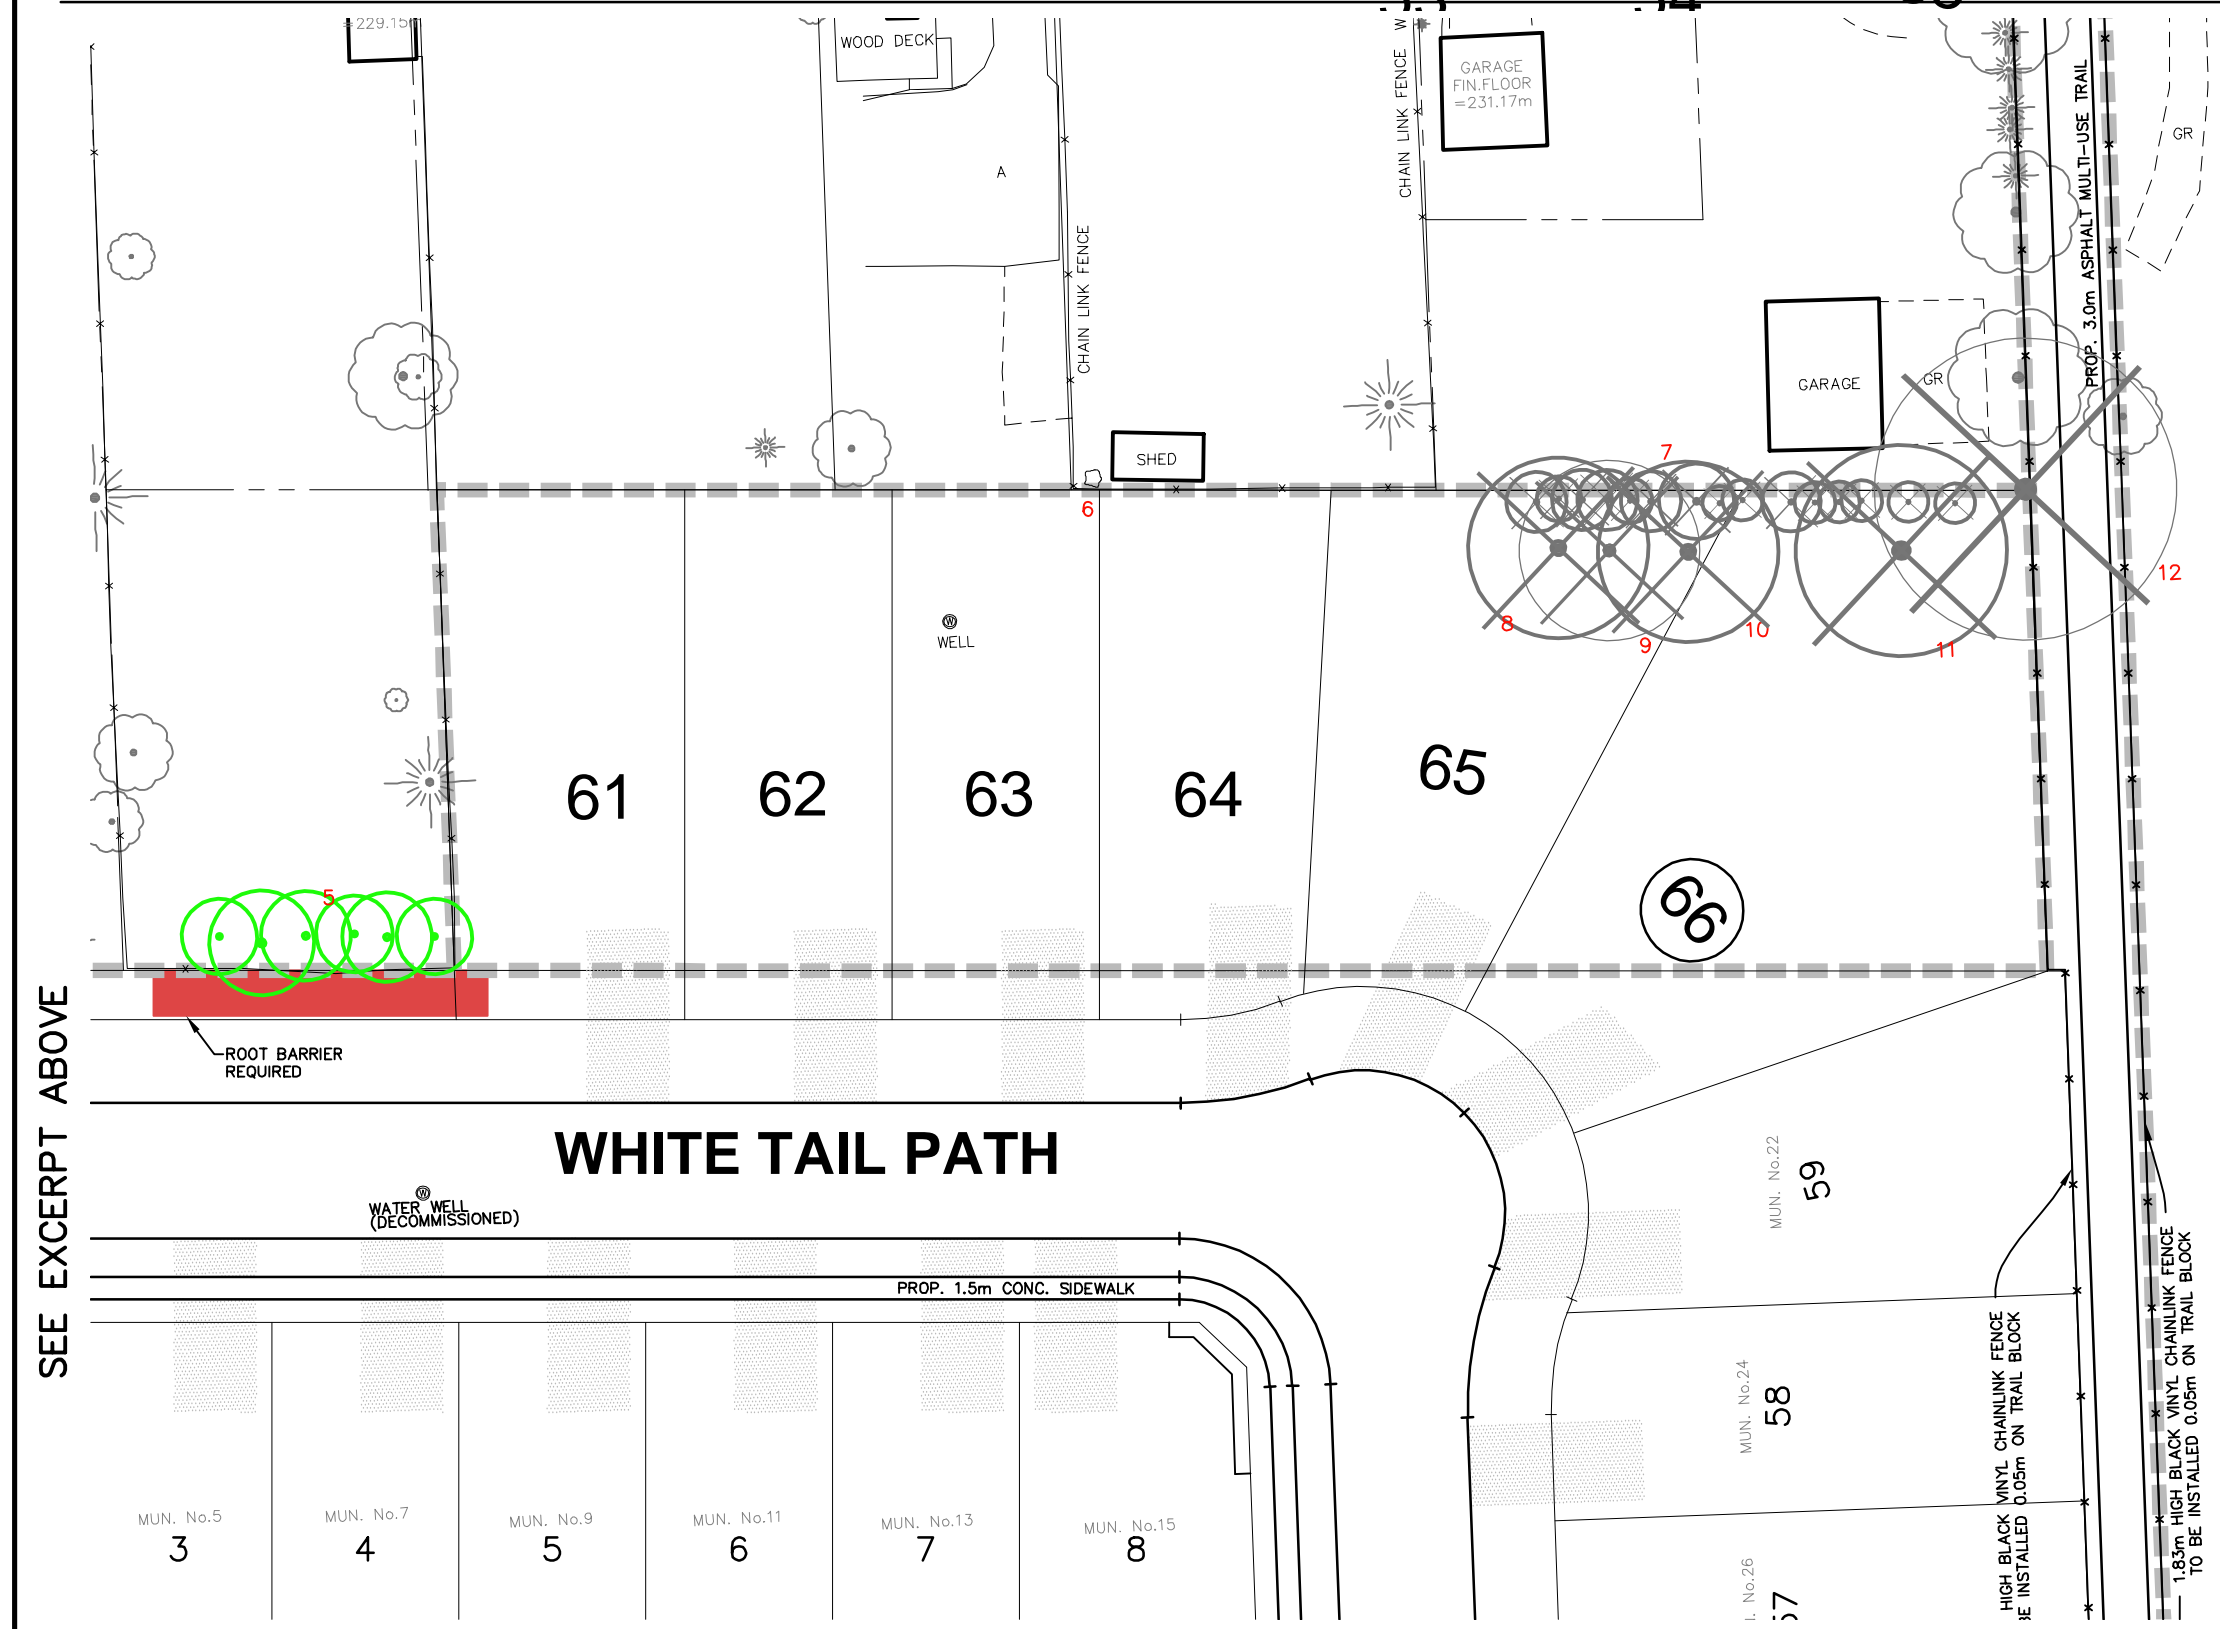 =229.15m
WOOD DECK
A
CHAIN LINK FENCE
CHAIN LINK FENCE W
GARAGE
FIN.FLOOR
=231.17m
PROP. 3.0m ASPHALT MULTI-USE TRAIL
GR
GR
GARAGE
SHED
6
7
8
9
10
11
12
WELL
61
62
63
64
65
66
5
ROOT BARRIER
REQUIRED
SEE EXCERPT ABOVE
WHITE TAIL PATH
WATER WELL
(DECOMMISSIONED)
PROP. 1.5m CONC. SIDEWALK
MUN. No.22
59
MUN. No.24
58
No.26
57
HIGH BLACK VINYL CHAINLINK FENCE
BE INSTALLED 0.05m ON TRAIL BLOCK
1.83m HIGH BLACK VINYL CHAINLINK FENCE
TO BE INSTALLED 0.05m ON TRAIL BLOCK
MUN. No.5
3
MUN. No.7
4
MUN. No.9
5
MUN. No.11
6
MUN. No.13
7
MUN. No.15
8